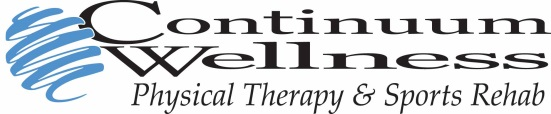 Continuum
Wellness
Physical Therapy & Sports Rehab